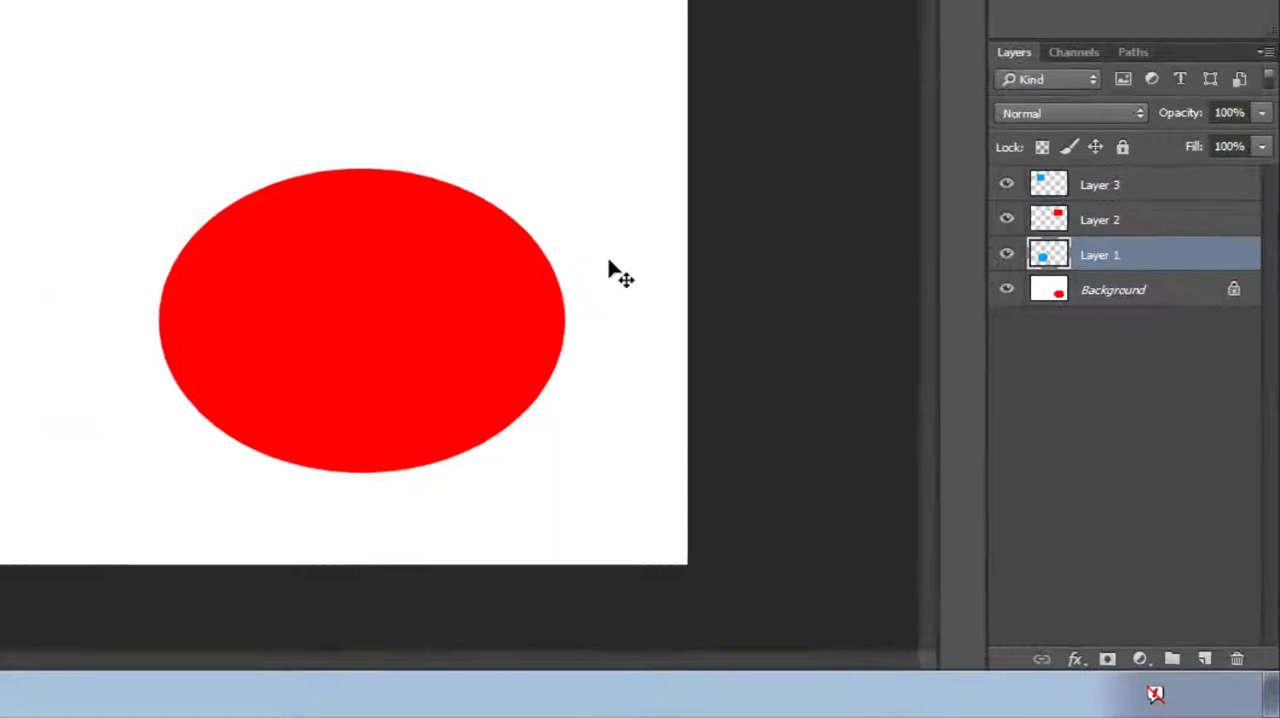 Layers Channels Paths
Kind
Normal Opacity: 100%
Lock: Fill: 100%
Layer 3
Layer 2
Layer 1
Background